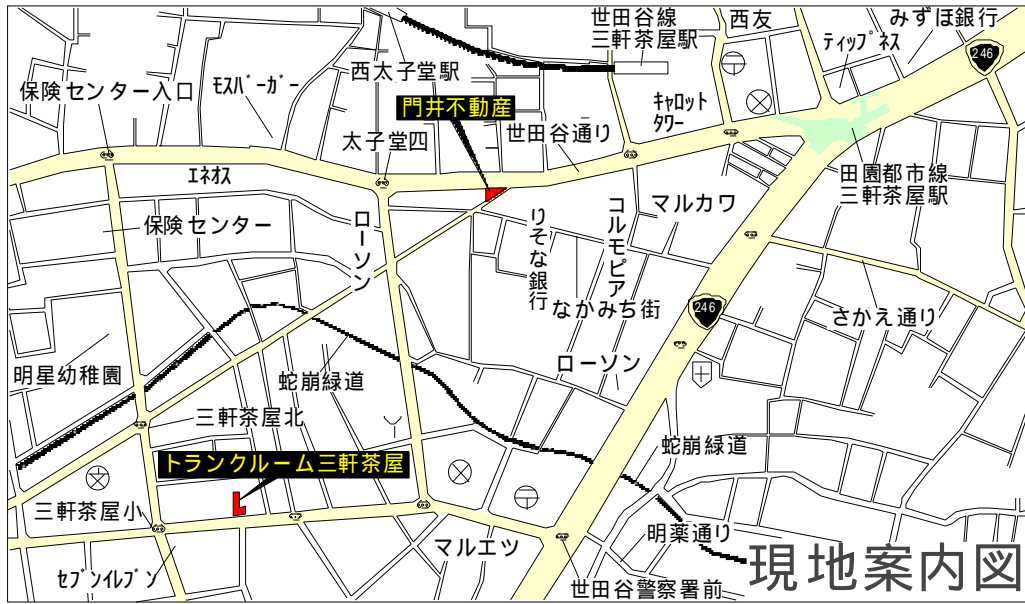 世田谷線
三軒茶屋駅
西友
みずほ銀行
ティップネス
246
保険センター入口
モスバーガー
西太子堂駅
門井不動産
太子堂四
世田谷通り
キャロット
タワー
田園都市線
三軒茶屋駅
エネオス
保険センター
ローソン
りそな銀行
コルモピア
マルカワ
なかみち街
246
さかえ通り
ローソン
明星幼稚園
蛇崩緑道
三軒茶屋北
トランクルーム三軒茶屋
蛇崩緑道
三軒茶屋小
マルエツ
明薬通り
セブンイレブン
世田谷警察署前
現地案内図